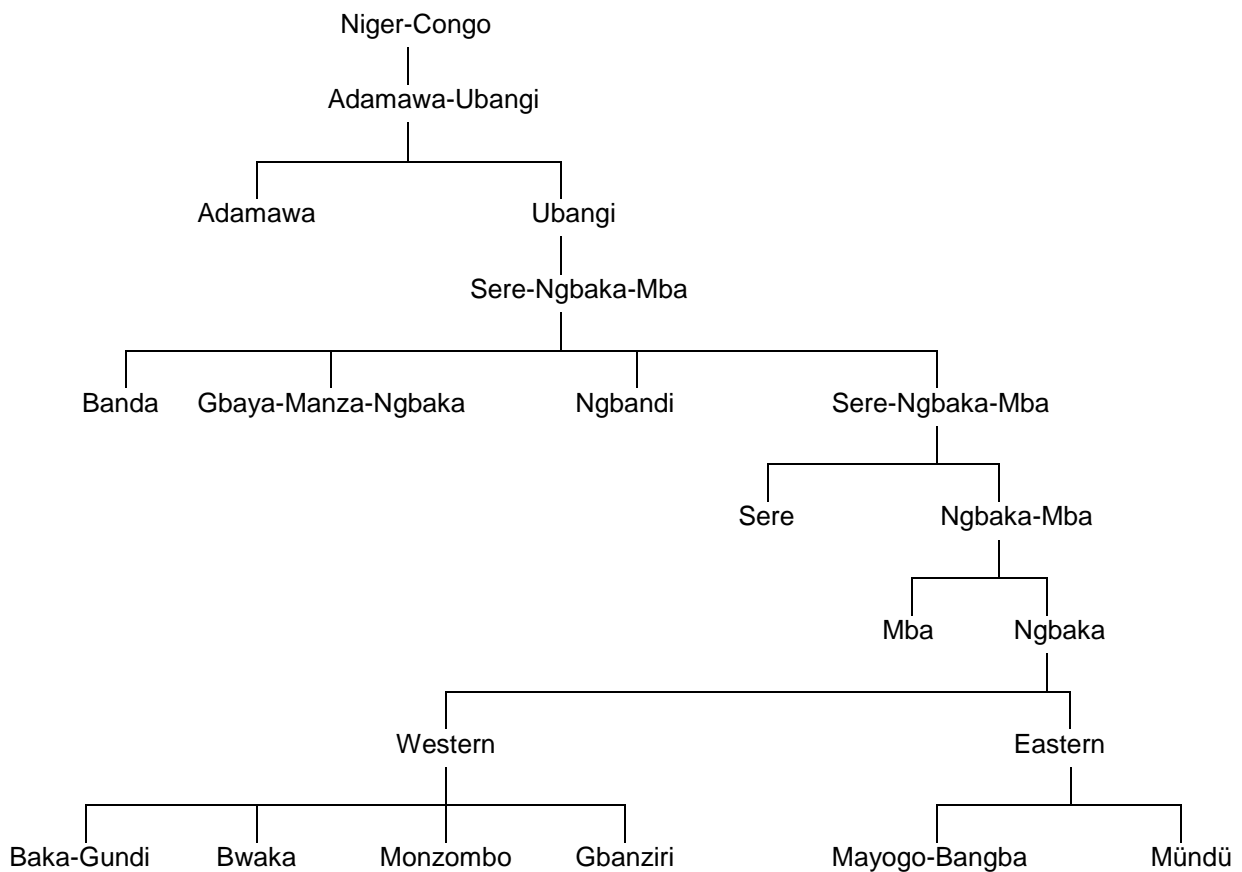 Niger-Congo
Adamawa-Ubangi
Adamawa Ubangi
Sere-Ngbaka-Mba
Banda Gbaya-Manza-Ngbaka Ngbandi Sere-Ngbaka-Mba
Sere Ngbaka-Mba
Mba Ngbaka
Western Eastern
Baka-Gundi Bwaka Monzombo Gbanziri Mayogo-Bangba Mündü